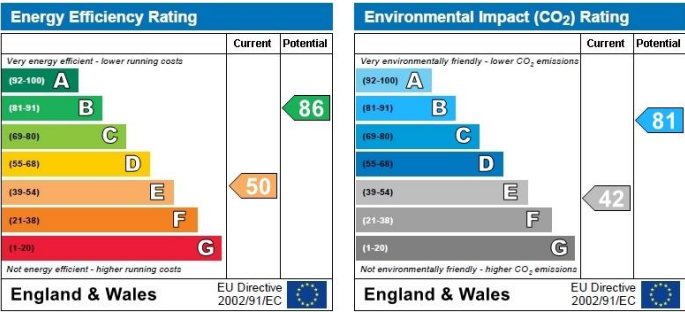 Energy Efficiency Rating
Current Potential
Very energy efficient - lower running costs
(92-100) A
(81-91) B
86
(69-80) C
(55-68) D
(39-54) E
50
(21-38) F
(1-20) G
Not energy efficient - higher running costs
England & Wales
EU Directive
2002/91/EC
Environmental Impact (CO2) Rating
Current Potential
Very environmentally friendly - lower CO2 emissions
(92-100) A
(81-91) B
81
(69-80) C
(55-68) D
(39-54) E
42
(21-38) F
(1-20) G
Not environmentally friendly - higher CO2 emissions
England & Wales
EU Directive
2002/91/EC